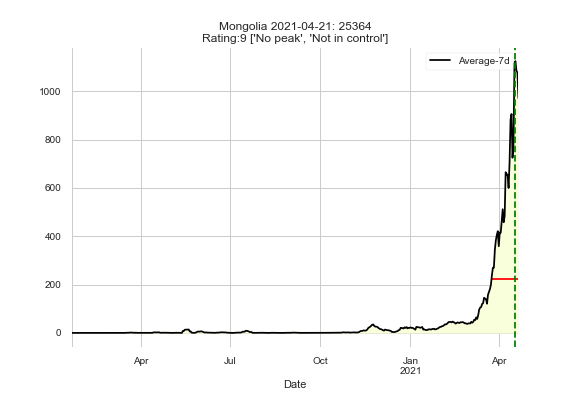 Mongolia 2021-04-21: 25364
Rating:9 ['No peak', 'Not in control']
Average-7d
1000
800
600
400
200
0
Apr
Jul
Oct
Jan
2021
Apr
Date